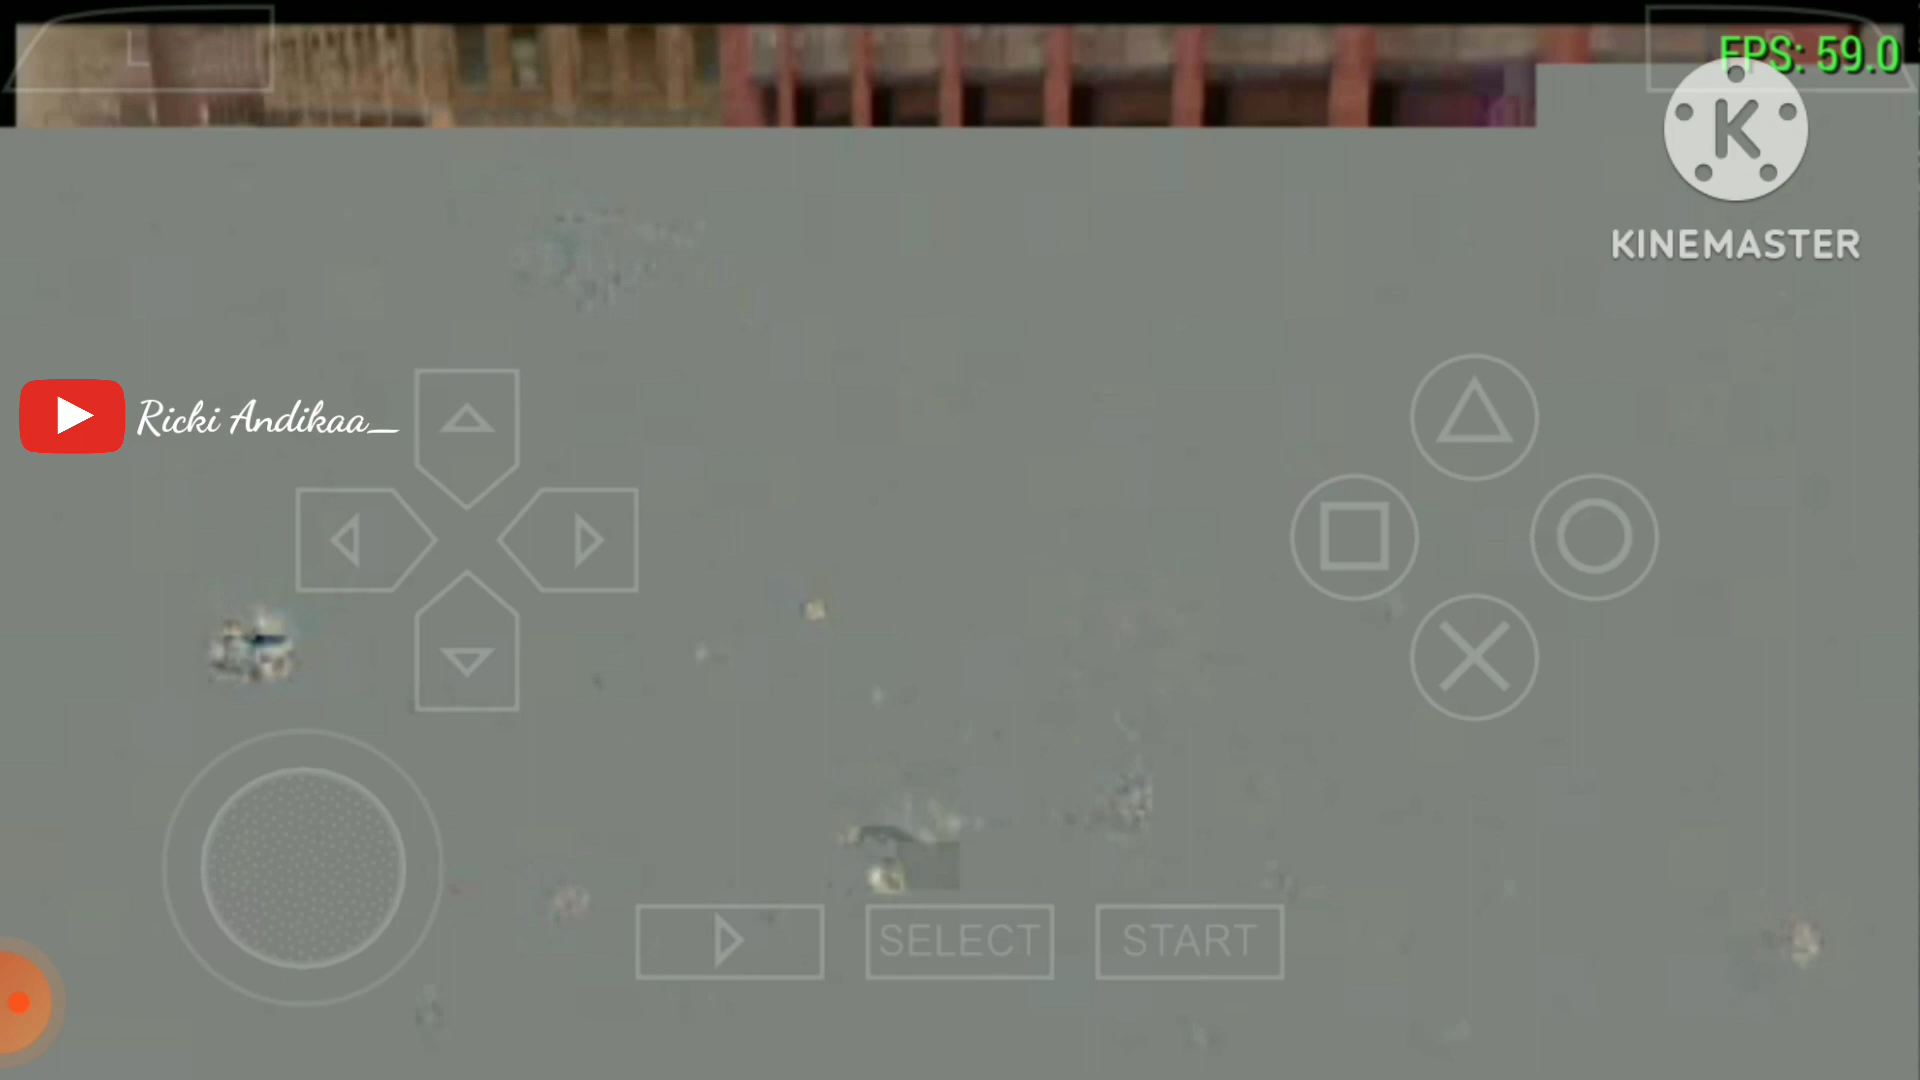 L
FPS: 59.0
K
KINEMASTER
Ricki Andikaa_
SELECT
START